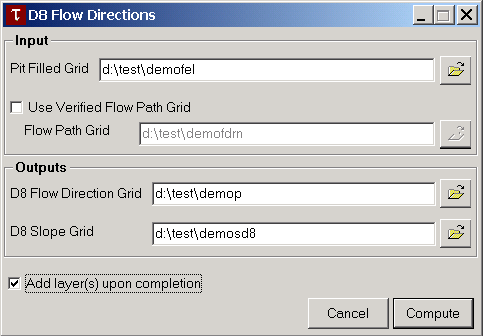 D8 Flow Directions
Input
Pit Filled Grid d:\test\demofel
Use Verified Flow Path Grid
Flow Path Grid d:\test\demofdrn
Outputs
D8 Flow Direction Grid d:\test\demop
D8 Slope Grid d:\test\demosd8
Add layer(s) upon completion
Cancel Compute